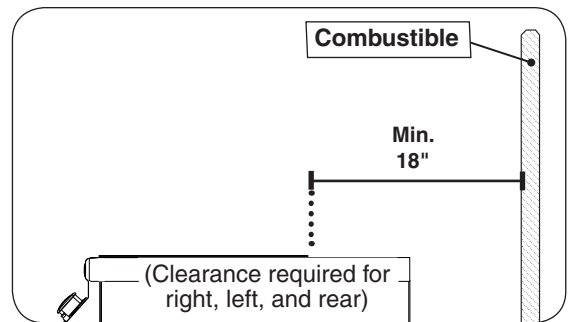 Combustible
Min.
18"
(Clearance required for
right, left, and rear)